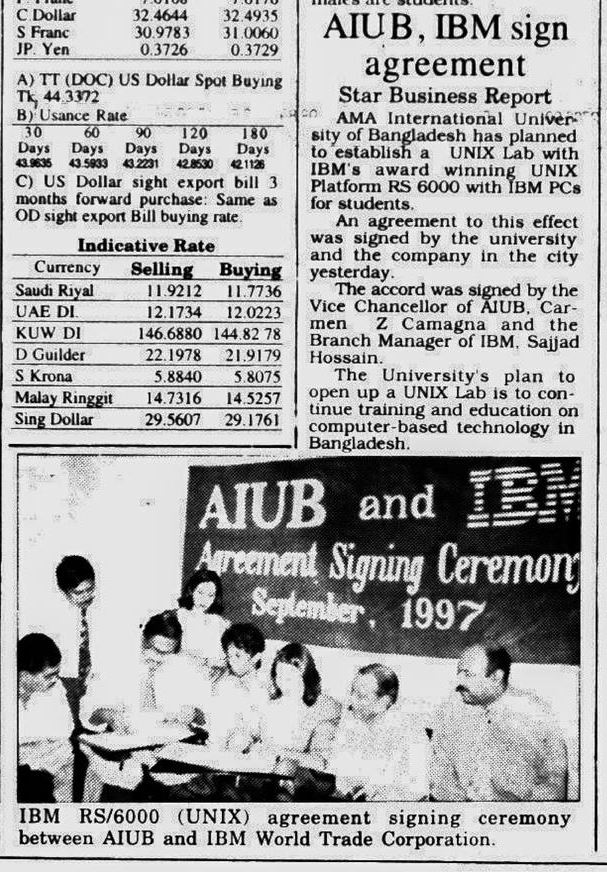 C Dollar 32.4644 32.4935
S Franc 30.9783 31.0060
JP. Yen 0.3726 0.3729
A) TT (DOC) US Dollar Spot Buying
Tk, 44.3372
B) Usance Rate
30 60 90 120 180
Days Days Days Days Days
43.9635 43.5933 43.2231 42.8530 42.1126
C) US Dollar sight export bill 3
months forward purchase: Same as
OD sight export Bill buying rate.
Indicative Rate
Currency Selling Buying
Saudi Riyal 11.9212 11.7736
UAE DI. 12.1734 12.0223
KUW DI 146.6880 144.82 78
D Guilder 22.1978 21.9179
S Krona 5.8840 5.8075
Malay Ringgit 14.7316 14.5257
Sing Dollar 29.5607 29.1761
males are students.
AIUB, IBM sign
agreement
Star Business Report
AMA International Univer-
sity of Bangladesh has planned
to establish a UNIX Lab with
IBM's award winning UNIX
Platform RS 6000 with IBM PCs
for students.
An agreement to this effect
was signed by the university
and the company in the city
yesterday.
The accord was signed by the
Vice Chancellor of AIUB, Car-
men Z Camagna and the
Branch Manager of IBM, Sajjad
Hossain.
The University's plan to
open up a UNIX Lab is to con-
tinue training and education on
computer-based technology in
Bangladesh.
AIUB and IBM
Agreement Signing Ceremony
September, 1997
IBM RS/6000 (UNIX) agreement signing ceremony
between AIUB and IBM World Trade Corporation.